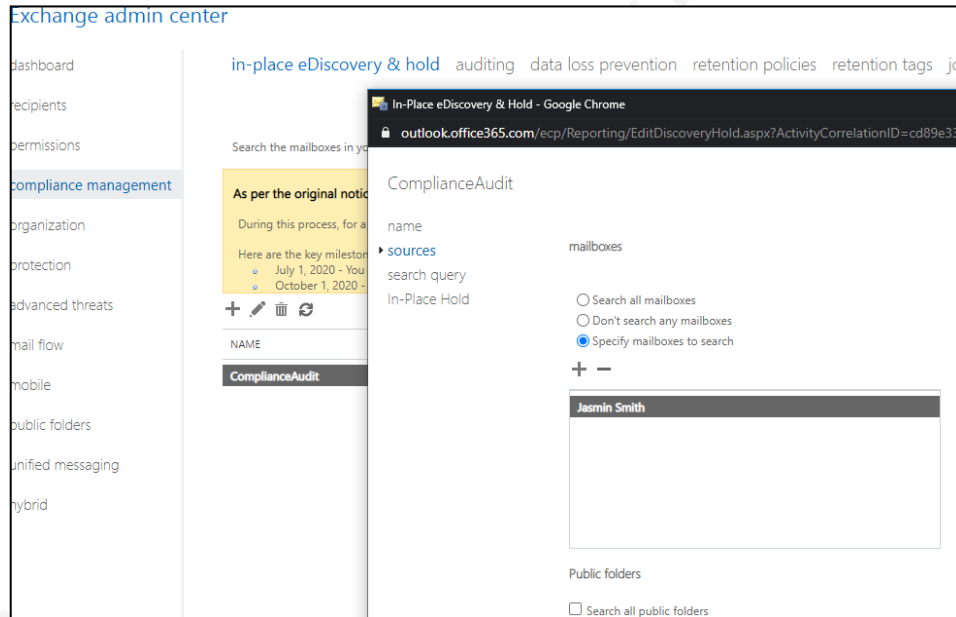 Exchange admin center
dashboard
recipients
permissions
compliance management
organization
protection
advanced threats
mail flow
mobile
public folders
unified messaging
hybrid
in-place eDiscovery & hold auditing data loss prevention retention policies retention tags jo
Search the mailboxes in yo
As per the original notic
During this process, for a
Here are the key mileston
July 1, 2020 - You
October 1, 2020 -
NAME
ComplianceAudit
In-Place eDiscovery & Hold - Google Chrome
outlook.office365.com/ecp/Reporting/EditDiscoveryHold.aspx?ActivityCorrelationID=cd89e33
ComplianceAudit
name
sources
search query
In-Place Hold
mailboxes
Search all mailboxes
Don't search any mailboxes
Specify mailboxes to search
Jasmin Smith
Public folders
Search all public folders